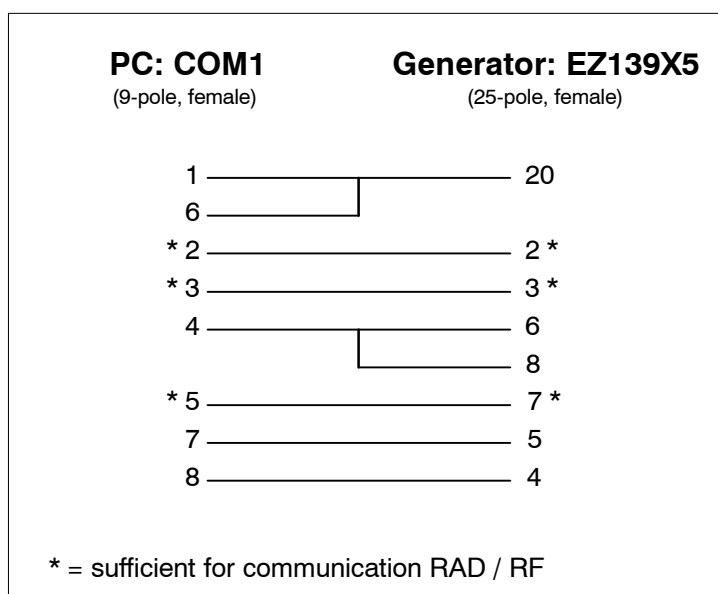 PC: COM1 Generator: EZ139X5
(9-pole, female) (25-pole, female)
1 20
6
* 2 2 *
* 3 3 *
4 6
8
* 5 7 *
7 5
8 4
* = sufficient for communication RAD / RF